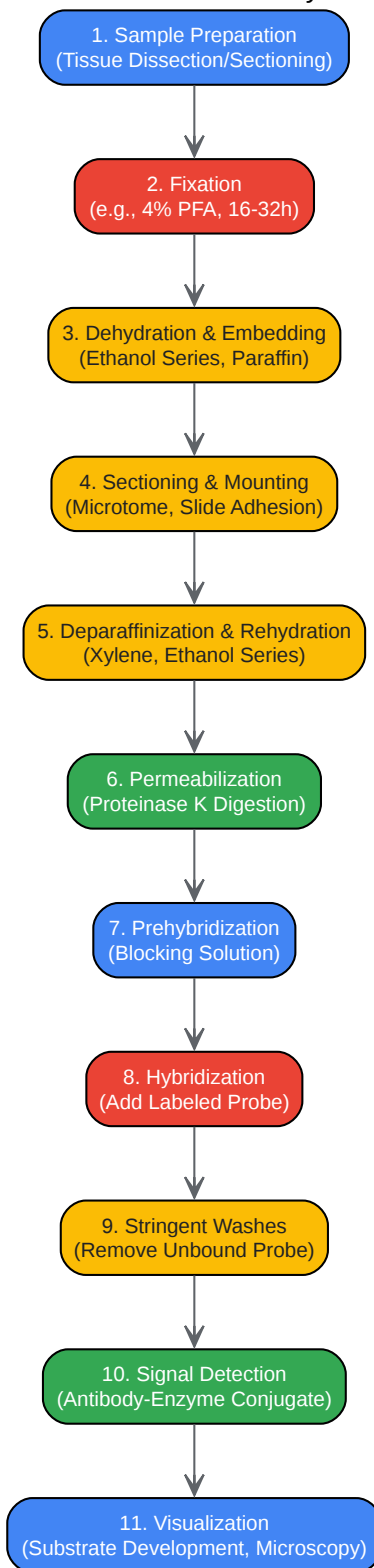 1. Sample Preparation
(Tissue Dissection/Sectioning)
2. Fixation
(e.g., 4% PFA, 16-32h)
3. Dehydration & Embedding
(Ethanol Series, Paraffin)
4. Sectioning & Mounting
(Microtome, Slide Adhesion)
5. Deparaffinization & Rehydration
(Xylene, Ethanol Series)
6. Permeabilization
(Proteinase K Digestion)
7. Prehybridization
(Blocking Solution)
8. Hybridization
(Add Labeled Probe)
9. Stringent Washes
(Remove Unbound Probe)
10. Signal Detection
(Antibody-Enzyme Conjugate)
11. Visualization
(Substrate Development, Microscopy)